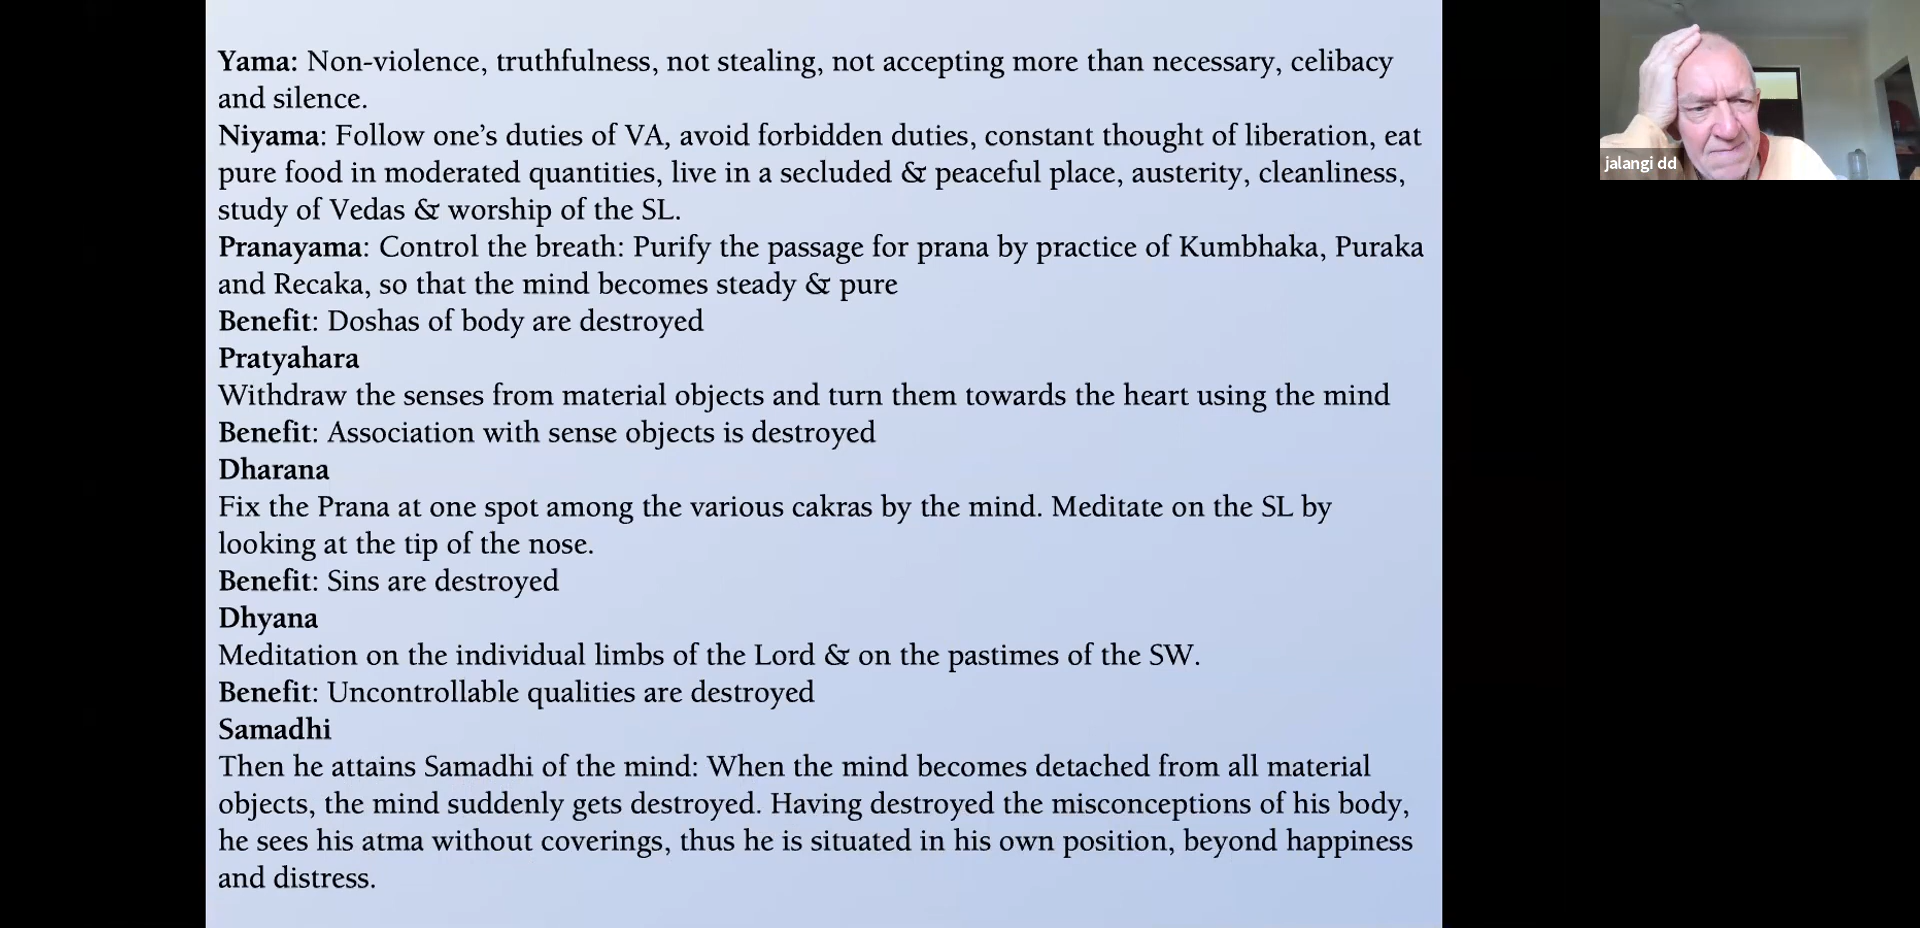 Yama: Non-violence, truthfulness, not stealing, not accepting more than necessary, celibacy
and silence.
Niyama: Follow one’s duties of VA, avoid forbidden duties, constant thought of liberation, eat
pure food in moderated quantities, live in a secluded & peaceful place, austerity, cleanliness,
study of Vedas & worship of the SL.
Pranayama: Control the breath: Purify the passage for prana by practice of Kumbhaka, Puraka
and Recaka, so that the mind becomes steady & pure
Benefit: Doshas of body are destroyed
Pratyahara
Withdraw the senses from material objects and turn them towards the heart using the mind
Benefit: Association with sense objects is destroyed
Dharana
Fix the Prana at one spot among the various cakras by the mind. Meditate on the SL by
looking at the tip of the nose.
Benefit: Sins are destroyed
Dhyana
Meditation on the individual limbs of the Lord & on the pastimes of the SW.
Benefit: Uncontrollable qualities are destroyed
Samadhi
Then he attains Samadhi of the mind: When the mind becomes detached from all material
objects, the mind suddenly gets destroyed. Having destroyed the misconceptions of his body,
he sees his atma without coverings, thus he is situated in his own position, beyond happiness
and distress.
jalangi dd